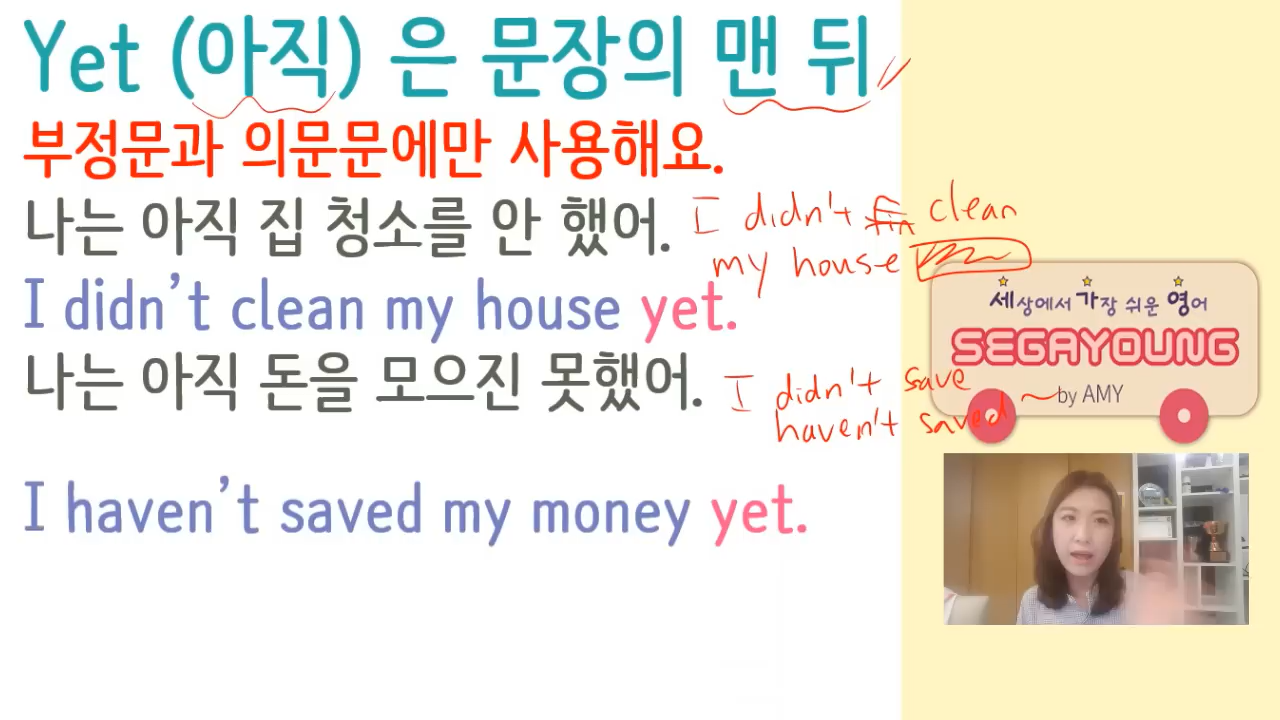 Yet (아직) 은 문장의 맨 뒤
부정문과 의문문에만 사용해요.
나는 아직 집 청소를 안 했어.
I didn't clean
my house
I didn’t clean my house yet.
나는 아직 돈을 모으진 못했어.
I didn't save
haven't saved
I haven’t saved my money yet.
세상에서 가장 쉬운 영어
SEGAYOUNG
by AMY